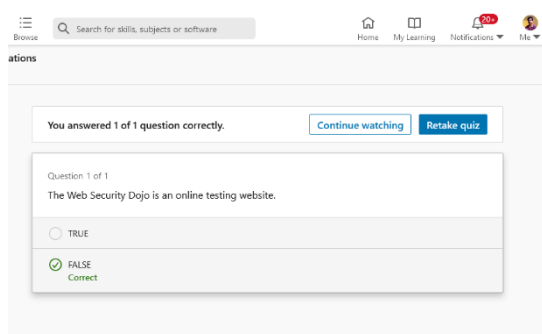 Browse
Search for skills, subjects or software
Home
My Learning
20+
Notifications
Me
ations
You answered 1 of 1 question correctly.
Continue watching
Retake quiz
Question 1 of 1
The Web Security Dojo is an online testing website.
TRUE
FALSE
Correct